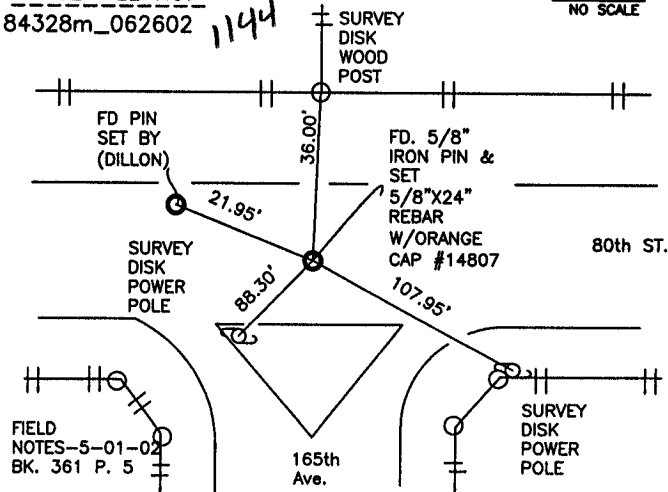 84328m_062602
1144
NO SCALE
SURVEY
DISK
WOOD
POST
FD PIN
SET BY
(DILLON)
36.00'
FD. 5/8"
IRON PIN &
SET
5/8"X24"
REBAR
W/ORANGE
CAP #14807
21.95'
80th ST.
SURVEY
DISK
POWER
POLE
88.30'
107.95'
FIELD
NOTES-5-01-02
BK. 361 P. 5
165th
Ave.
SURVEY
DISK
POWER
POLE